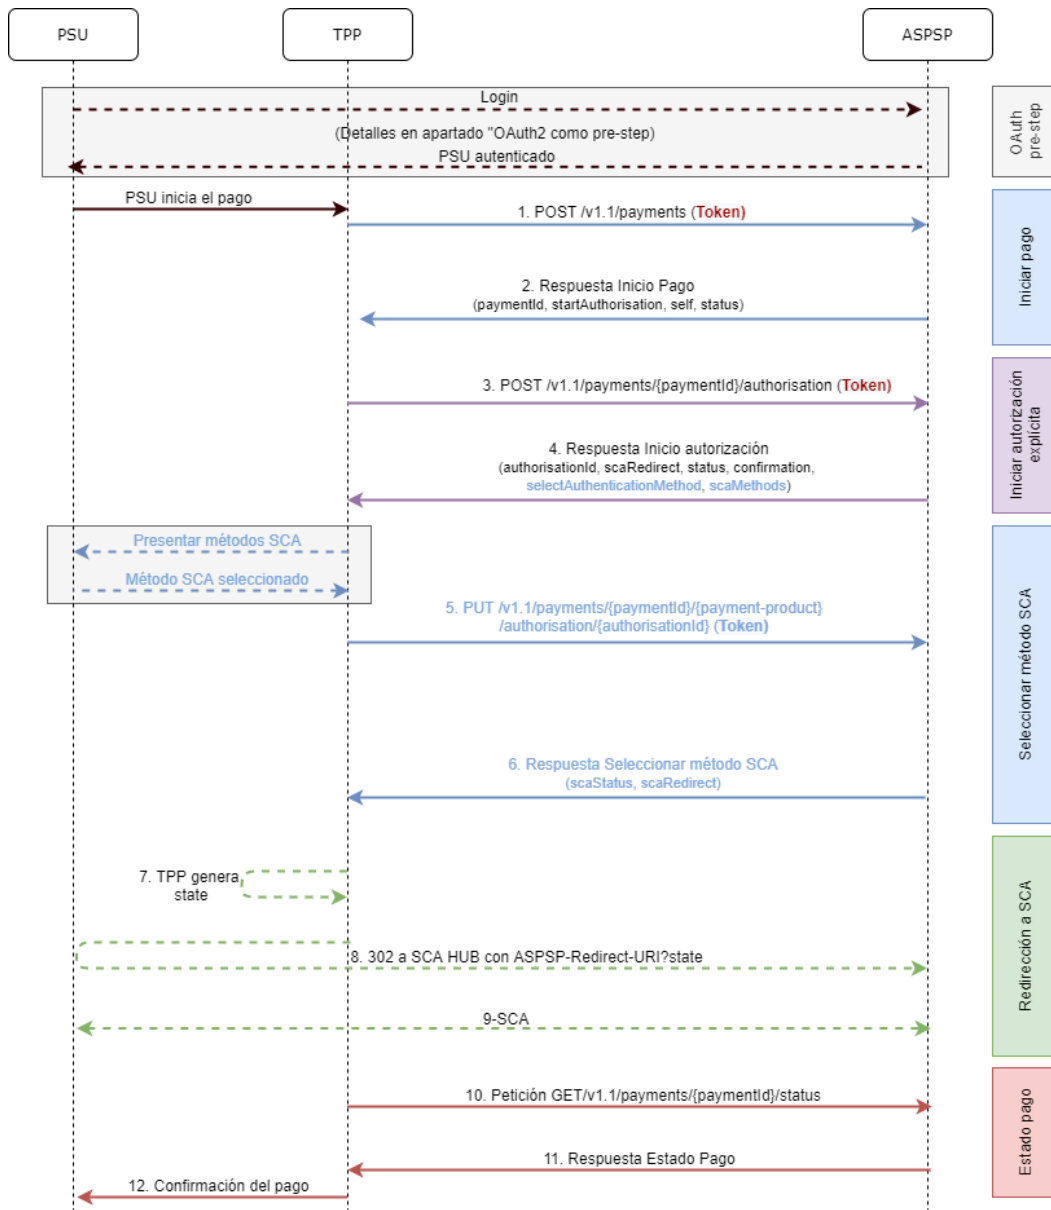 PSU
TPP
ASPSP
Login
(Detalles en apartado "OAuth2 como pre-step)
PSU autenticado
OAuth
pre-step
PSU inicia el pago
1. POST /v1.1/payments (Token)
2. Respuesta Inicio Pago
(paymentId, startAuthorisation, self, status)
Iniciar pago
3. POST /v1.1/payments/{paymentId}/authorisation (Token)
4. Respuesta Inicio autorización
(authorisationId, scaRedirect, status, confirmation,
selectAuthenticationMethod, scaMethods)
Iniciar autorización
explícita
Presentar métodos SCA
Método SCA seleccionado
5. PUT /v1.1/payments/{paymentId}/{payment-product}
/authorisation/{authorisationId} (Token)
6. Respuesta Seleccionar método SCA
(scaStatus, scaRedirect)
Seleccionar método SCA
7. TPP genera
state
8. 302 a SCA HUB con ASPSP-Redirect-URI?state
9-SCA
Redirección a SCA
10. Petición GET/v1.1/payments/{paymentId}/status
11. Respuesta Estado Pago
12. Confirmación del pago
Estado pago